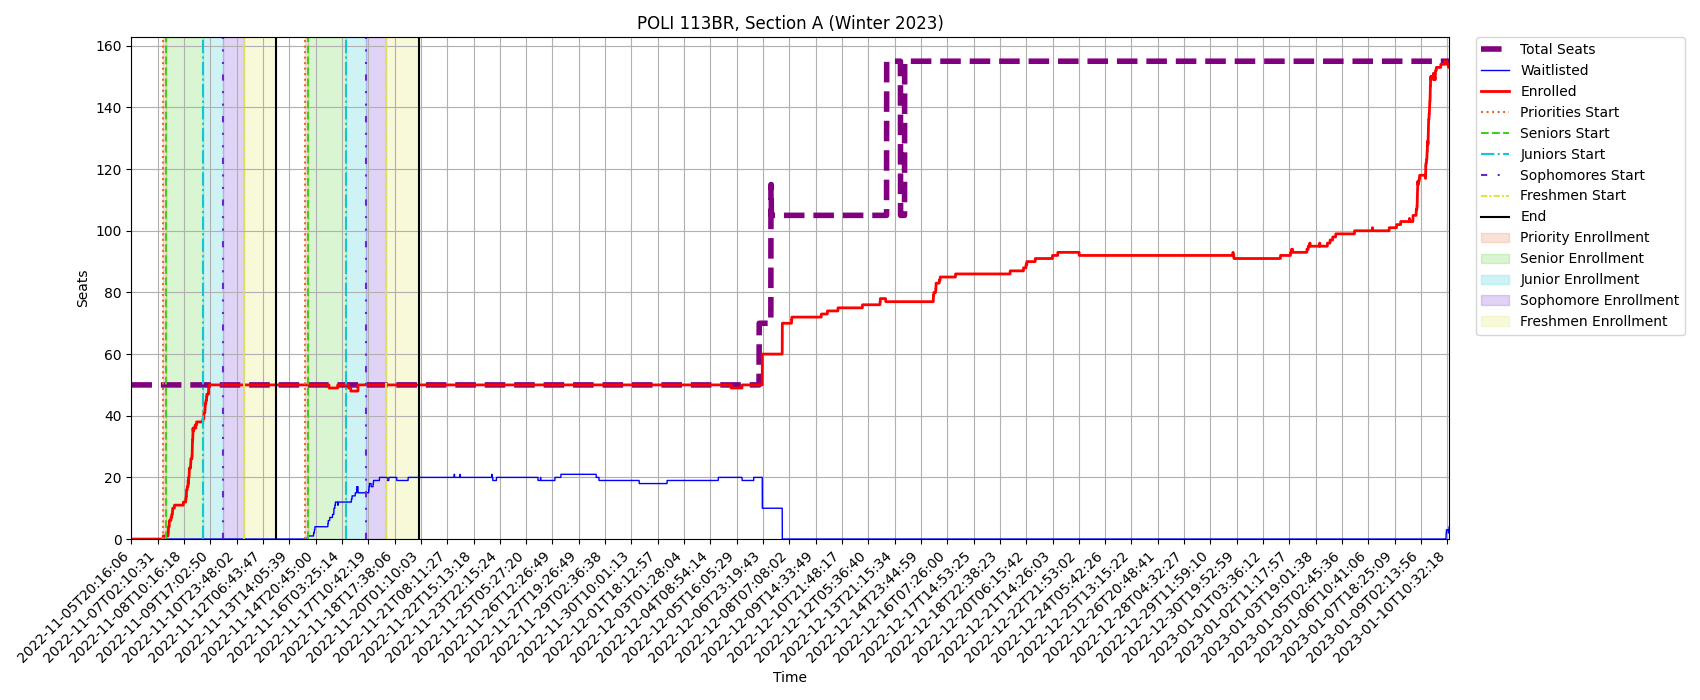 POLI 113BR, Section A (Winter 2023)
Seats
160
140
120
100
80
60
40
20
0
2022-11-05T20:16:06
2022-11-07T02:10:31
2022-11-08T10:16:18
2022-11-09T17:02:50
2022-11-10T23:48:02
2022-11-12T06:43:47
2022-11-13T14:05:39
2022-11-14T20:45:00
2022-11-16T03:25:14
2022-11-17T10:42:19
2022-11-18T17:38:06
2022-11-20T01:10:03
2022-11-21T08:11:27
2022-11-22T15:13:18
2022-11-23T22:15:24
2022-11-25T05:27:20
2022-11-26T12:26:49
2022-11-27T19:26:49
2022-11-29T02:36:38
2022-11-30T10:01:13
2022-12-01T18:12:57
2022-12-03T01:28:04
2022-12-04T08:54:14
2022-12-05T16:05:29
2022-12-06T23:19:43
2022-12-08T07:08:02
2022-12-09T14:33:49
2022-12-10T21:48:17
2022-12-12T05:36:40
2022-12-13T21:15:34
2022-12-14T23:44:59
2022-12-16T07:26:00
2022-12-17T14:53:25
2022-12-18T22:38:23
2022-12-20T06:15:42
2022-12-21T14:26:03
2022-12-22T21:53:02
2022-12-24T05:42:26
2022-12-25T13:15:22
2022-12-26T20:48:41
2022-12-28T04:32:27
2022-12-29T11:59:10
2022-12-30T19:52:59
2023-01-01T03:36:12
2023-01-02T11:17:57
2023-01-03T19:01:38
2023-01-05T02:45:36
2023-01-06T10:41:06
2023-01-07T18:25:09
2023-01-09T02:13:56
2023-01-10T10:32:18
Time
Total Seats
Waitlisted
Enrolled
Priorities Start
Seniors Start
Juniors Start
Sophomores Start
Freshmen Start
End
Priority Enrollment
Senior Enrollment
Junior Enrollment
Sophomore Enrollment
Freshmen Enrollment